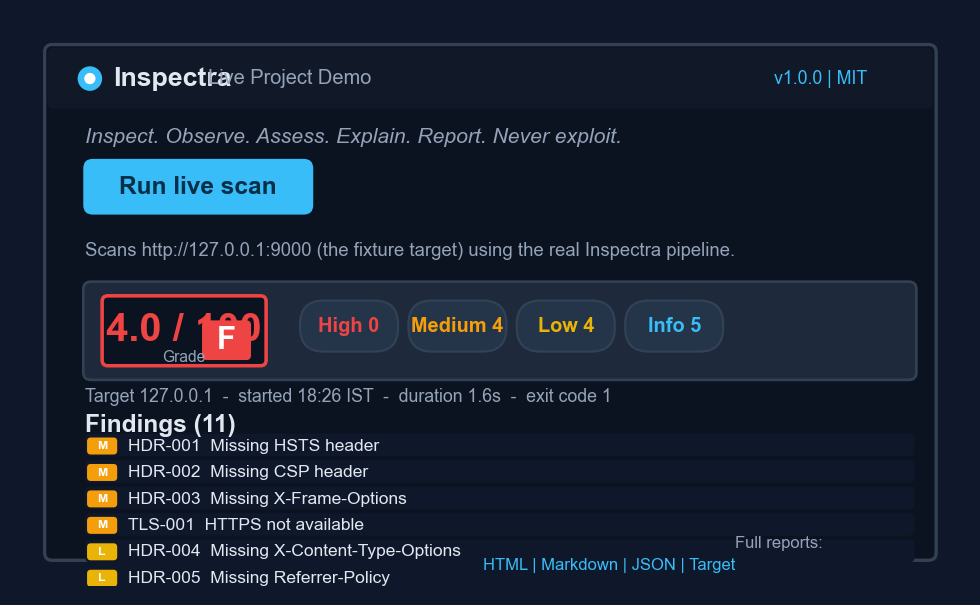 Inspectra Live Project Demo v1.0.0 | MIT
Inspect. Observe. Assess. Explain. Report. Never exploit.
Run live scan
Scans http://127.0.0.1:9000 (the fixture target) using the real Inspectra pipeline.
4.0 / 100
Grade F
High 0
Medium 4
Low 4
Info 5
Target 127.0.0.1 - started 18:26 IST - duration 1.6s - exit code 1
Findings (11)
M HDR-001 Missing HSTS header
M HDR-002 Missing CSP header
M HDR-003 Missing X-Frame-Options
M TLS-001 HTTPS not available
L HDR-004 Missing X-Content-Type-Options
L HDR-005 Missing Referrer-Policy
Full reports:
HTML | Markdown | JSON | Target